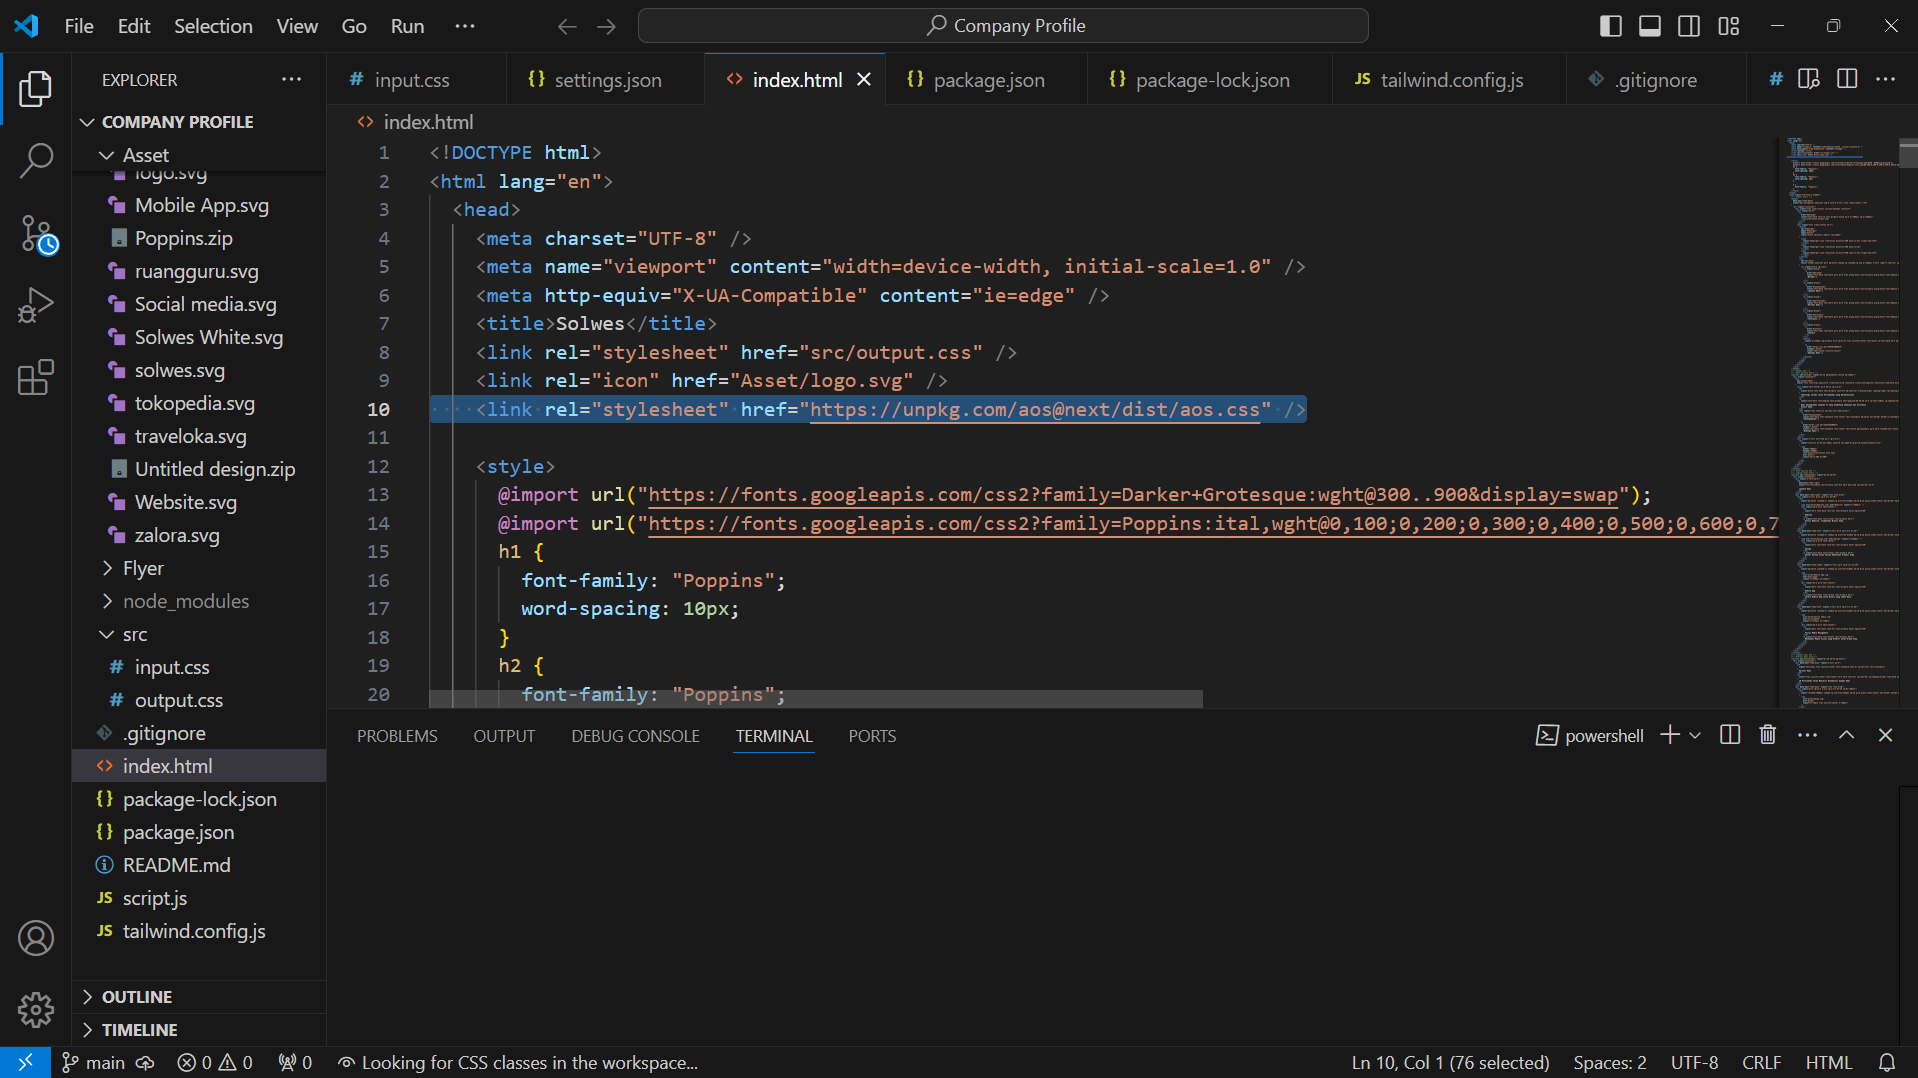 File Edit Selection View Go Run ···
Company Profile
EXPLORER
COMPANY PROFILE
Asset
logo.svg
Mobile App.svg
Poppins.zip
ruangguru.svg
Social media.svg
Solwes White.svg
solwes.svg
tokopedia.svg
traveloka.svg
Untitled design.zip
Website.svg
zalora.svg
Flyer
node_modules
src
input.css
output.css
.gitignore
index.html
package-lock.json
package.json
README.md
script.js
tailwind.config.js
OUTLINE
TIMELINE
input.css settings.json index.html package.json package-lock.json tailwind.config.js .gitignore
index.html
1 <!DOCTYPE html>
2 <html lang="en">
3 <head>
4 <meta charset="UTF-8" />
5 <meta name="viewport" content="width=device-width, initial-scale=1.0" />
6 <meta http-equiv="X-UA-Compatible" content="ie=edge" />
7 <title>Solwes</title>
8 <link rel="stylesheet" href="src/output.css" />
9 <link rel="icon" href="Asset/logo.svg" />
10 <link rel="stylesheet" href="https://unpkg.com/aos@next/dist/aos.css" />
11
12 <style>
13 @import url("https://fonts.googleapis.com/css2?family=Darker+Grotesque:wght@300..900&display=swap");
14 @import url("https://fonts.googleapis.com/css2?family=Poppins:ital,wght@0,100;0,200;0,300;0,400;0,500;0,600;0,7
15 h1 {
16 font-family: "Poppins";
17 word-spacing: 10px;
18 }
19 h2 {
20 font-family: "Poppins";
PROBLEMS OUTPUT DEBUG CONSOLE TERMINAL PORTS
powershell
main 0 0 0 Looking for CSS classes in the workspace...
Ln 10, Col 1 (76 selected) Spaces: 2 UTF-8 CRLF HTML